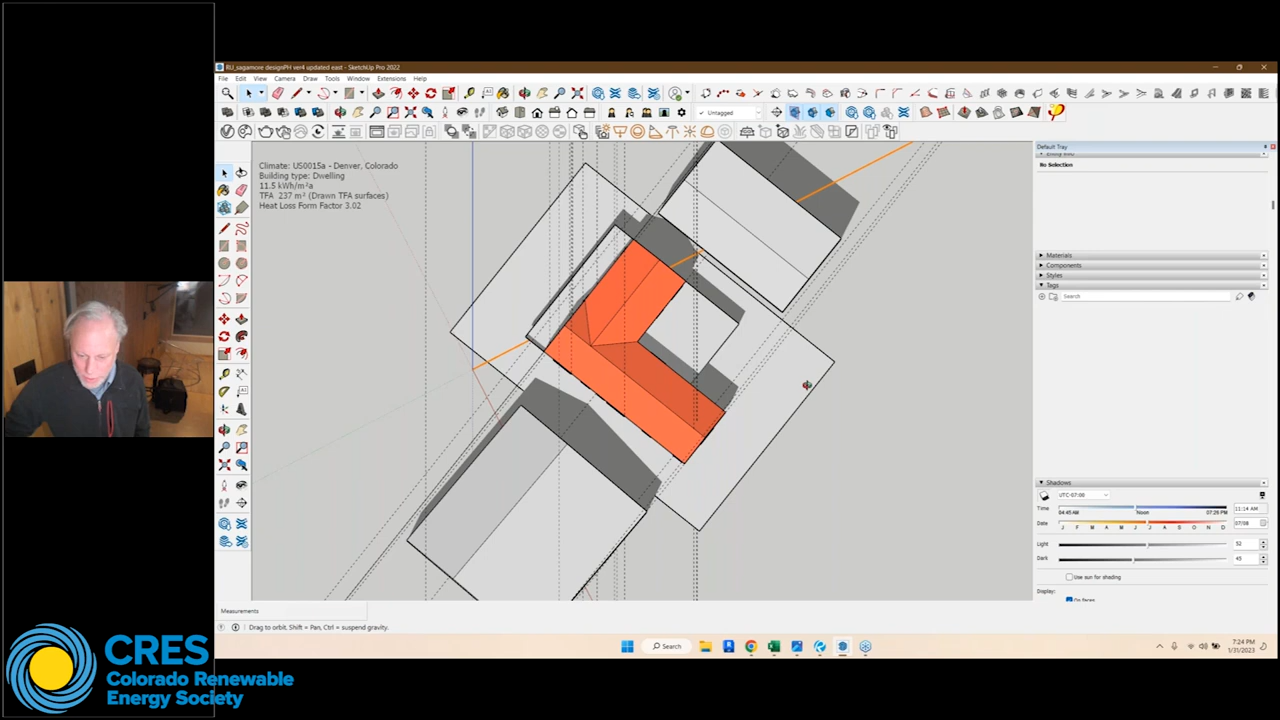 RU_sagamore designPH ver4 updated east - SketchUp Pro 2022
File Edit View Camera Draw Tools Window Extensions Help
Untagged
Default Tray
No Selection
Climate: US0015a - Denver, Colorado
Building type: Dwelling
11.5 kWh/m²a
TFA 237 m² (Drawn TFA surfaces)
Heat Loss Form Factor 3.02
Materials
Components
Styles
Tags
Search
Shadows
UTC-07:00
Time 04:45 AM Noon 07:26 PM 11:14 AM
Date J F M A M J J A S O N D 07/08
Light 52
Dark 45
Use sun for shading
Display:
On faces
Measurements
Drag to orbit. Shift = Pan, Ctrl = suspend gravity.
Search
7:24 PM
1/31/2023
CRES
Colorado Renewable
Energy Society